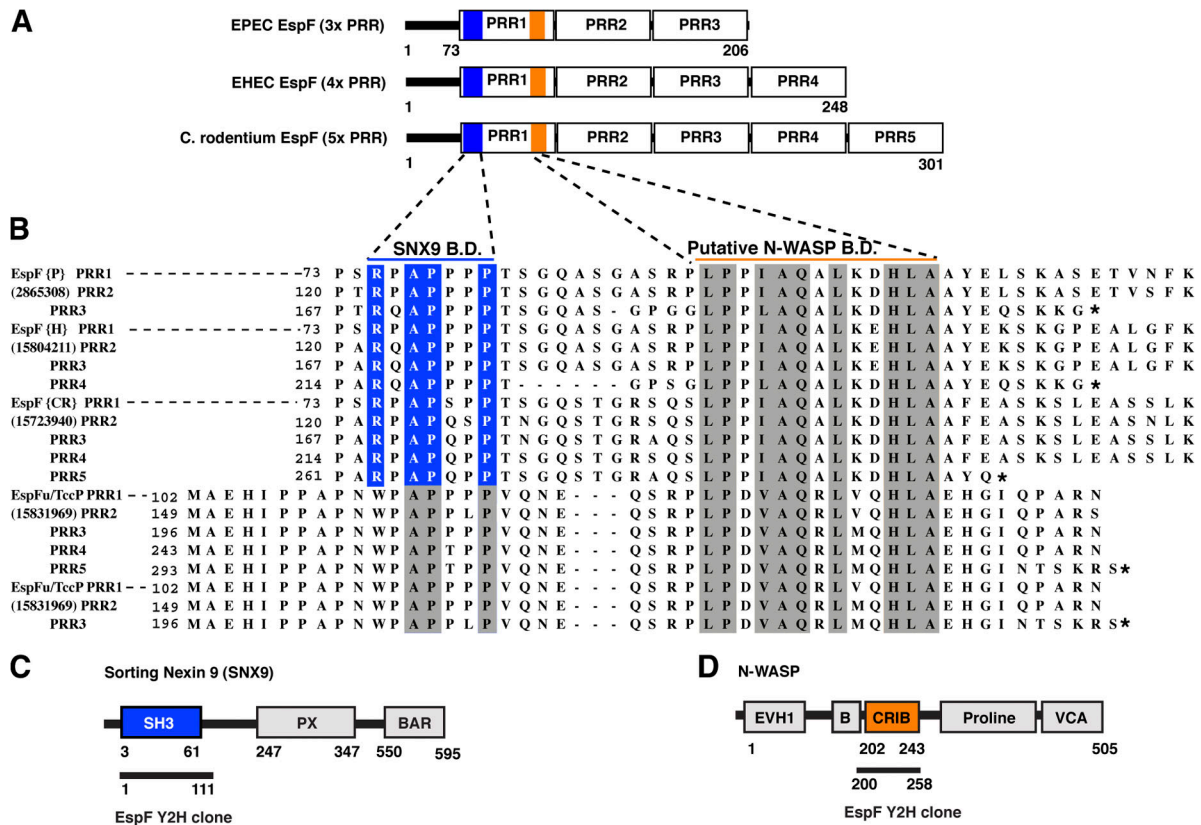 A
EPEC EspF (3x PRR)
PRR1 PRR2 PRR3
1 73 206
EHEC EspF (4x PRR)
PRR1 PRR2 PRR3 PRR4
1 248
C. rodentium EspF (5x PRR)
PRR1 PRR2 PRR3 PRR4 PRR5
1 301
B
SNX9 B.D. Putative N-WASP B.D.
EspF {P} PRR1 73 P S R P A P P P P T S G Q A S G A S R P L P P I A Q A L K D H L A A Y E L S K A S E T V N F K
(2865308) PRR2 120 P T R P A P P P P T S G Q A S G A S R P L P P I A Q A L K D H L A A Y E L S K A S E T V S F K
PRR3 167 P T R Q A P P P P T S G Q A S - G P G G L P P I A Q A L K D H L A A Y E Q S K K G *
EspF {H} PRR1 73 P S R P A P P P P T S G Q A S G A S R P L P P I A Q A L K E H L A A Y E K S K G P E A L G F K
(15804211) PRR2 120 P A R Q A P P P P T S G Q A S G A S R P L P P I A Q A L K E H L A A Y E K S K G P E A L G F K
PRR3 167 P A R Q A P P P P T S G Q A S G A S R P L P P I A Q A L K E H L A A Y E K S K G P E A L G F K
PRR4 214 P A R Q A P P P P T - - - - - - G P S G L P P L A Q A L K D H L A A Y E Q S K K G *
EspF {CR} PRR1 73 P S R P A P S P P T S G Q S T G R S Q S L P P I A Q A L K D H L A A F E A S K S L E A S S L K
(15723940) PRR2 120 P A R P A P Q S P T N G Q S T G R S Q S L P P I A Q A L K D H L A A F E A S K S L E A S N L K
PRR3 167 P A R P A P Q P P T N G Q S T G R A Q S L P P I A Q A L K D H L A A F E A S K S L E A S S L K
PRR4 214 P A R P A P Q P P T S G Q S T G R S Q S L P P I A Q A L K D H L A A F E A S K S L E A S S L K
PRR5 261 P A R P A P Q P P T S G Q S T G R A Q S L P P I A Q A L K D H L A A Y Q *
EspFu/TccP PRR1 102 M A E H I P P A P N W P A P P P P V Q N E - - - Q S R P L P D V A Q R L V Q H L A E H G I Q P A R N
(15831969) PRR2 149 M A E H I P P A P N W P A P P L P V Q N E - - - Q S R P L P D V A Q R L V Q H L A E H G I Q P A R S
PRR3 196 M A E H I P P A P N W P A P P P P V Q N E - - - Q S R P L P D V A Q R L M Q H L A E H G I Q P A R N
PRR4 243 M A E H I P P A P N W P A P T P P V Q N E - - - Q S R P L P D V A Q R L M Q H L A E H G I Q P A R N
PRR5 293 M A E H I P P A P N W P A P T P P V Q N E - - - Q S R P L P D V A Q R L M Q H L A E H G I N T S K R S *
EspFu/TccP PRR1 102 M A E H I P P A P N W P A P P P P V Q N E - - - Q S R P L P D V A Q R L M Q H L A E H G I Q P A R N
(15831969) PRR2 149 M A E H I P P A P N W P A P P P P V Q N E - - - Q S R P L P D V A Q R L M Q H L A E H G I Q P A R N
PRR3 196 M A E H I P P A P N W P A P P L P V Q N E - - - Q S R P L P D V A Q R L M Q H L A E H G I N T S K R S *
C
Sorting Nexin 9 (SNX9)
SH3 PX BAR
3 61 247 347 550 595
1 111
EspF Y2H clone
D
N-WASP
EVH1 B CRIB Proline VCA
1 202 243 505
200 258
EspF Y2H clone